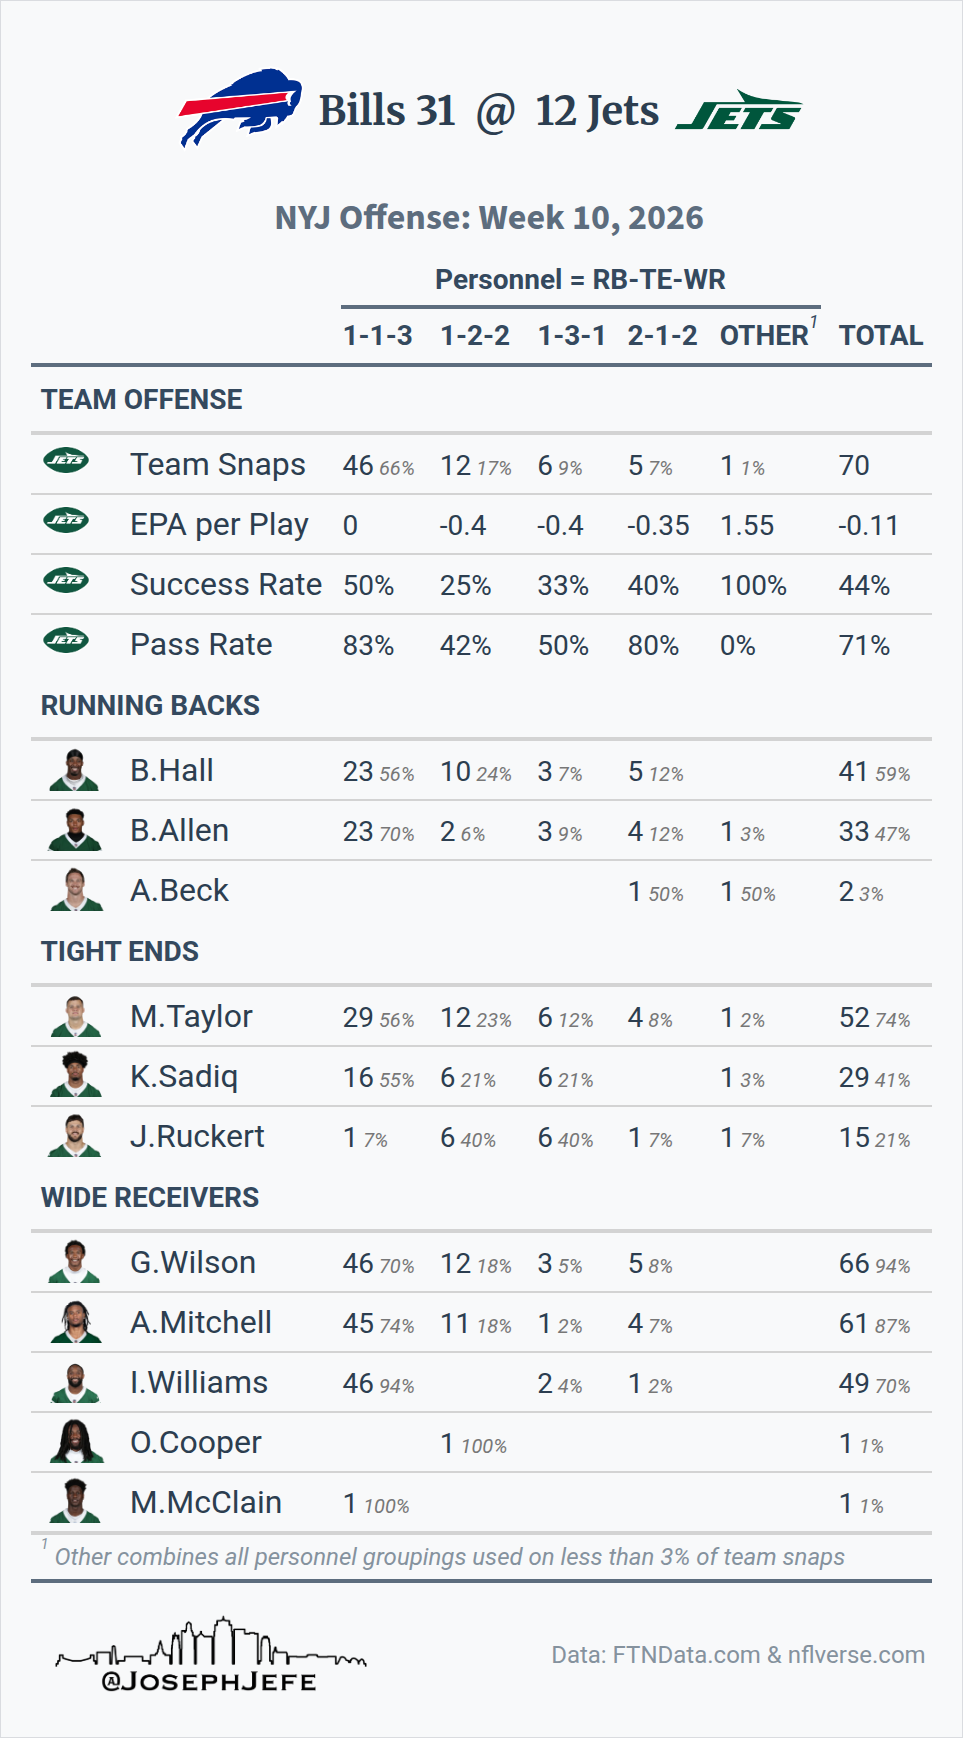 Bills 31 @ 12 Jets JETS
NYJ Offense: Week 10, 2026
Personnel = RB-TE-WR
1-1-3 1-2-2 1-3-1 2-1-2 OTHER1 TOTAL
TEAM OFFENSE
JETS Team Snaps 46 66% 12 17% 6 9% 5 7% 1 1% 70
JETS EPA per Play 0 -0.4 -0.4 -0.35 1.55 -0.11
JETS Success Rate 50% 25% 33% 40% 100% 44%
JETS Pass Rate 83% 42% 50% 80% 0% 71%
RUNNING BACKS
B.Hall 23 56% 10 24% 3 7% 5 12% 41 59%
B.Allen 23 70% 2 6% 3 9% 4 12% 1 3% 33 47%
A.Beck 1 50% 1 50% 2 3%
TIGHT ENDS
M.Taylor 29 56% 12 23% 6 12% 4 8% 1 2% 52 74%
K.Sadiq 16 55% 6 21% 6 21% 1 3% 29 41%
J.Ruckert 1 7% 6 40% 6 40% 1 7% 1 7% 15 21%
WIDE RECEIVERS
G.Wilson 46 70% 12 18% 3 5% 5 8% 66 94%
A.Mitchell 45 74% 11 18% 1 2% 4 7% 61 87%
I.Williams 46 94% 2 4% 1 2% 49 70%
O.Cooper 1 100% 1 1%
M.McClain 1 100% 1 1%
1 Other combines all personnel groupings used on less than 3% of team snaps
@JOSEPHJEFE
Data: FTNData.com & nflverse.com